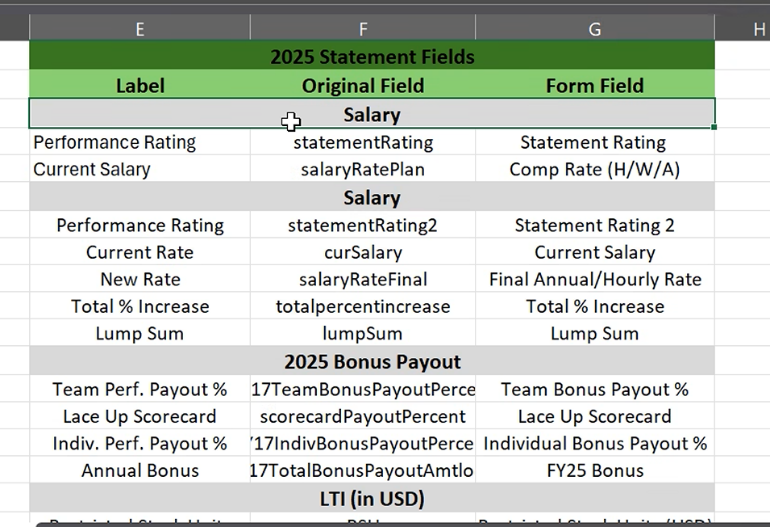 E F G H
2025 Statement Fields
Label Original Field Form Field
Salary
Performance Rating statementRating Statement Rating
Current Salary salaryRatePlan Comp Rate (H/W/A)
Salary
Performance Rating statementRating2 Statement Rating 2
Current Rate curSalary Current Salary
New Rate salaryRateFinal Final Annual/Hourly Rate
Total % Increase totalpercentincrease Total % Increase
Lump Sum lumpSum Lump Sum
2025 Bonus Payout
Team Perf. Payout % 17TeamBonusPayoutPerce Team Bonus Payout %
Lace Up Scorecard scorecardPayoutPercent Lace Up Scorecard
Indiv. Perf. Payout % '17IndivBonusPayoutPerce Individual Bonus Payout %
Annual Bonus 17TotalBonusPayoutAmtlo FY25 Bonus
LTI (in USD)